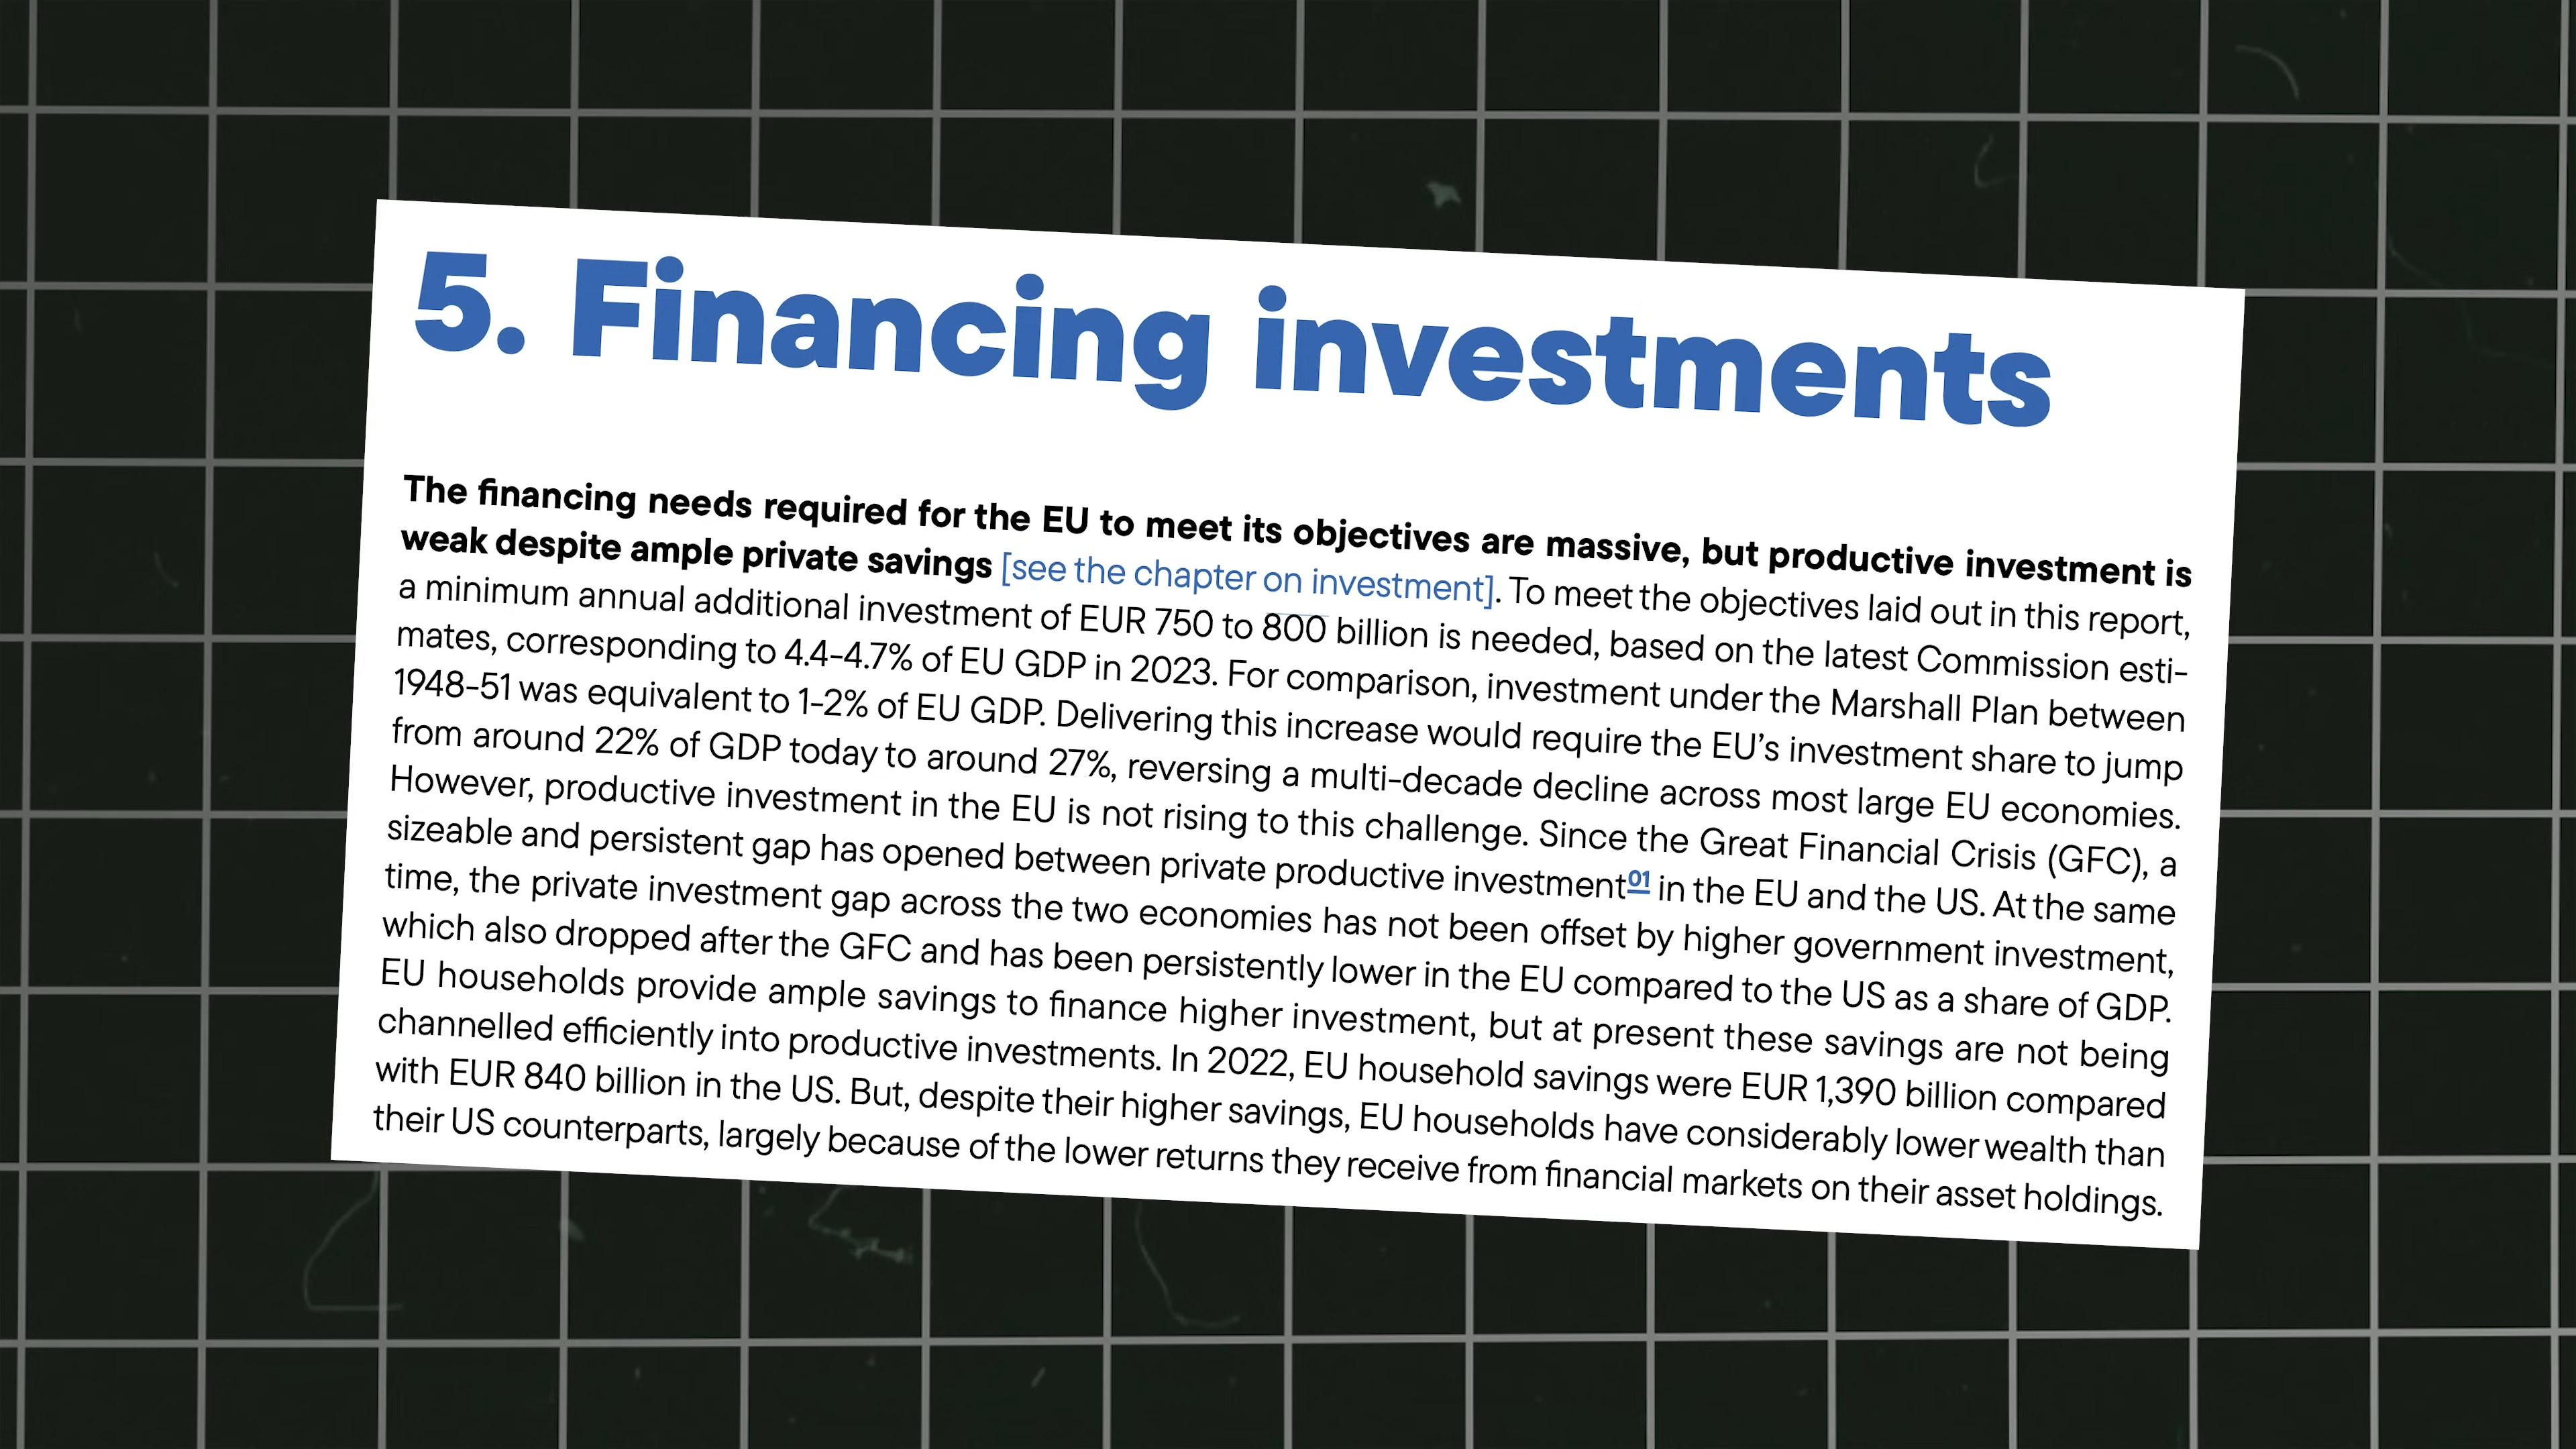 5. Financing investments
The financing needs required for the EU to meet its objectives are massive, but productive investment is
weak despite ample private savings [see the chapter on investment]. To meet the objectives laid out in this report,
a minimum annual additional investment of EUR 750 to 800 billion is needed, based on the latest Commission esti-
mates, corresponding to 4.4-4.7% of EU GDP in 2023. For comparison, investment under the Marshall Plan between
1948-51 was equivalent to 1-2% of EU GDP. Delivering this increase would require the EU's investment share to jump
from around 22% of GDP today to around 27%, reversing a multi-decade decline across most large EU economies.
However, productive investment in the EU is not rising to this challenge. Since the Great Financial Crisis (GFC), a
sizeable and persistent gap has opened between private productive investment01 in the EU and the US. At the same
time, the private investment gap across the two economies has not been offset by higher government investment,
which also dropped after the GFC and has been persistently lower in the EU compared to the US as a share of GDP.
EU households provide ample savings to finance higher investment, but at present these savings are not being
channelled efficiently into productive investments. In 2022, EU household savings were EUR 1,390 billion compared
with EUR 840 billion in the US. But, despite their higher savings, EU households have considerably lower wealth than
their US counterparts, largely because of the lower returns they receive from financial markets on their asset holdings.